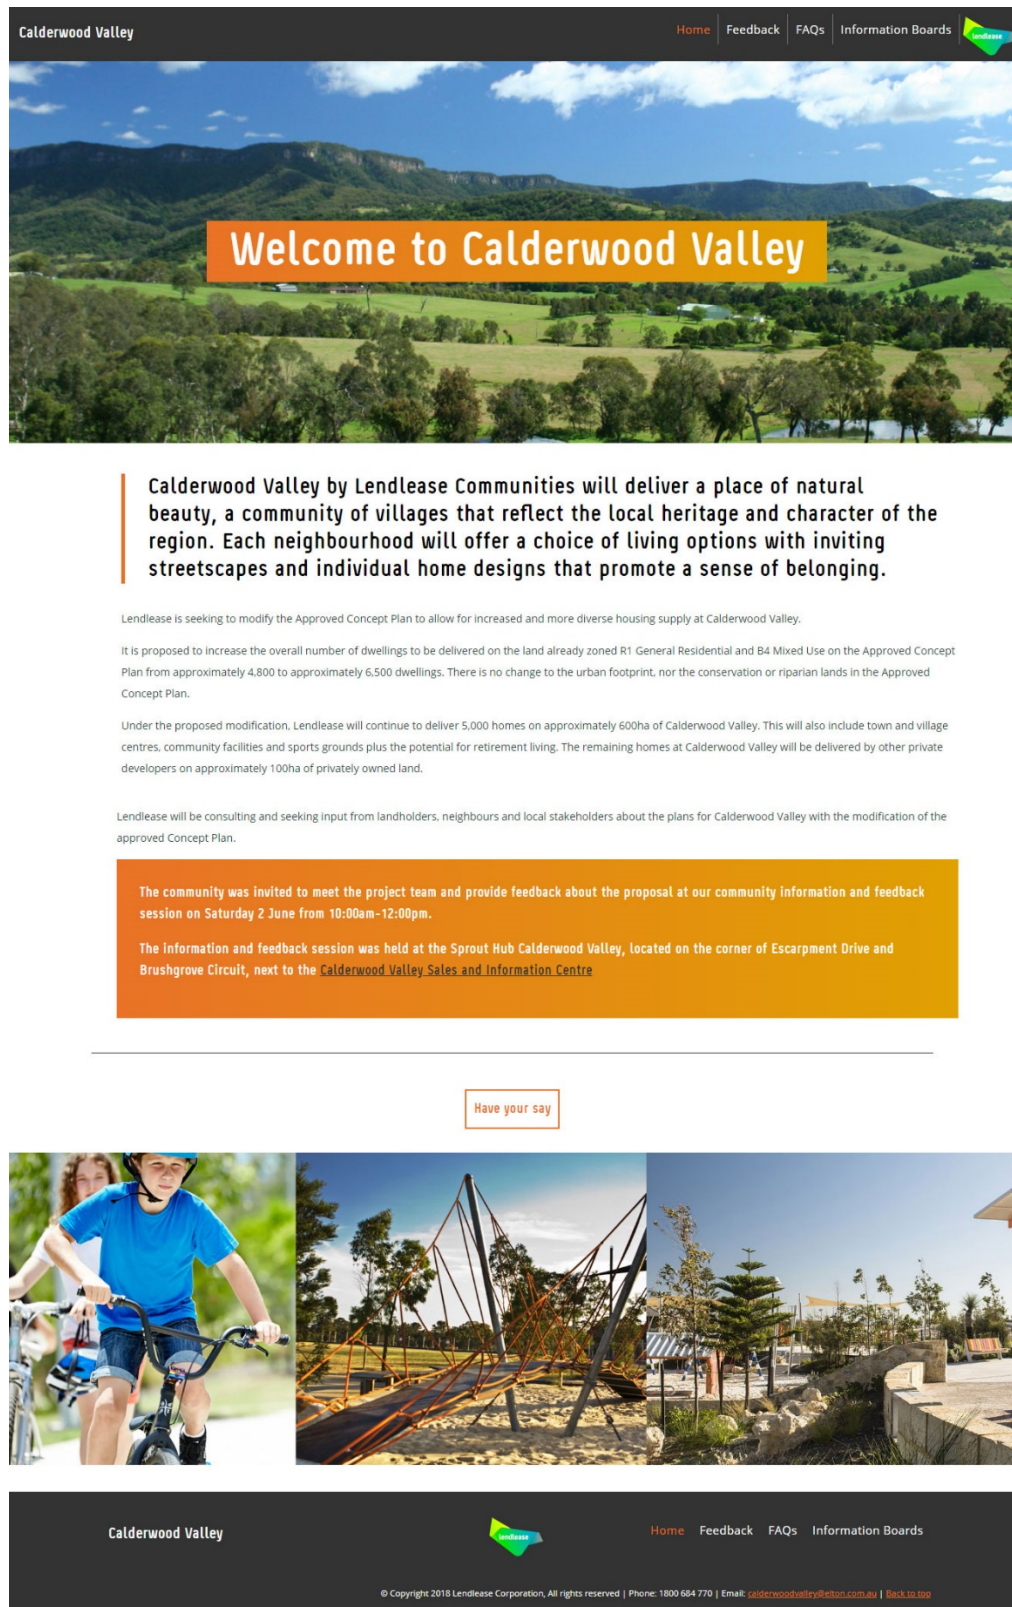 Calderwood Valley
Home Feedback FAQs Information Boards
lendlease
Welcome to Calderwood Valley
Calderwood Valley by Lendlease Communities will deliver a place of natural
beauty, a community of villages that reflect the local heritage and character of the
region. Each neighbourhood will offer a choice of living options with inviting
streetscapes and individual home designs that promote a sense of belonging.
Lendlease is seeking to modify the Approved Concept Plan to allow for increased and more diverse housing supply at Calderwood Valley.
It is proposed to increase the overall number of dwellings to be delivered on the land already zoned R1 General Residential and B4 Mixed Use on the Approved Concept
Plan from approximately 4,800 to approximately 6,500 dwellings. There is no change to the urban footprint, nor the conservation or riparian lands in the Approved
Concept Plan.
Under the proposed modification, Lendlease will continue to deliver 5,000 homes on approximately 600ha of Calderwood Valley. This will also include town and village
centres, community facilities and sports grounds plus the potential for retirement living. The remaining homes at Calderwood Valley will be delivered by other private
developers on approximately 100ha of privately owned land.
Lendlease will be consulting and seeking input from landholders, neighbours and local stakeholders about the plans for Calderwood Valley with the modification of the
approved Concept Plan.
The community was invited to meet the project team and provide feedback about the proposal at our community information and feedback
session on Saturday 2 June from 10:00am-12:00pm.
The information and feedback session was held at the Sprout Hub Calderwood Valley, located on the corner of Escarpment Drive and
Brushgrove Circuit, next to the Calderwood Valley Sales and Information Centre
Have your say
Calderwood Valley
lendlease
Home Feedback FAQs Information Boards
© Copyright 2018 Lendlease Corporation, All rights reserved | Phone: 1800 684 770 | Email: calderwoodvalley@elton.com.au | Back to top